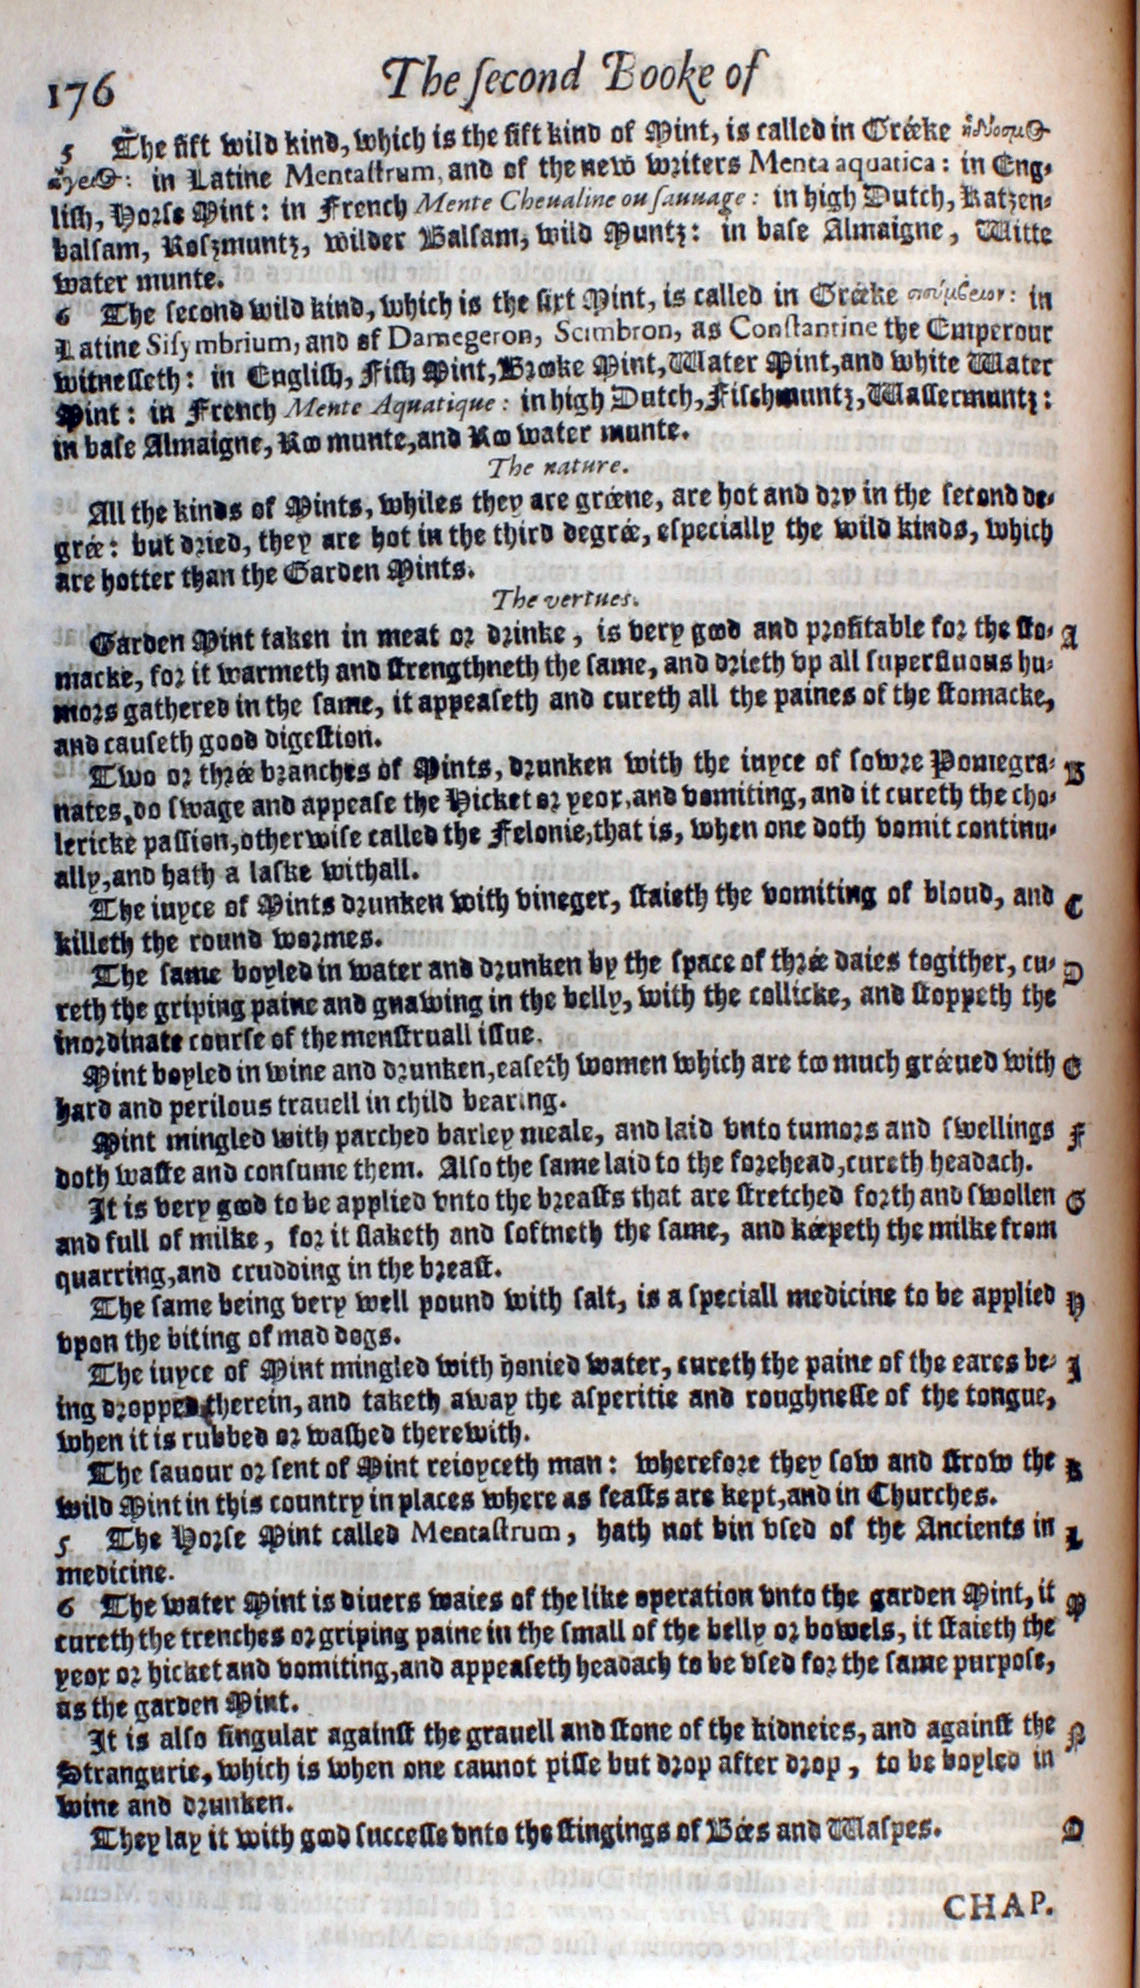 176 The second Booke of
5 The fift wild kind, which is the fift kind of Mint, is called in Gréeke ἡδύοσμος
ἄγριος: in Latine Mentastrum, and of the new writers Menta aquatica: in Eng-
lish, Horse Mint: in French Mente Cheualine ou sauuage: in high Dutch, Katzen-
balsam, Roszmuntz, wilder Balsam, wild Muntz: in base Almaigne, Witte
water munte.
6 The second wild kind, which is the sixt Mint, is called in Gréeke σισύμβριον: in
Latine Sisymbrium, and of Damegeron, Scimbron, as Constantine the Emperour
witnesseth: in English, Fish Mint, Brooke Mint, Water Mint, and white Water
Mint: in French Mente Aquatique: in high Dutch, Fischmuntz, Wassermuntz:
in base Almaigne, Roo munte, and Roo water munte.
The nature.
All the kinds of Mints, whiles they are gréene, are hot and dry in the second de-
grée: but dried, they are hot in the third degrée, especially the wild kinds, which
are hotter than the Garden Mints.
The vertues.
Garden Mint taken in meat or drinke, is very good and profitable for the sto- A
macke, for it warmeth and strengthneth the same, and drieth vp all superfluous hu-
mors gathered in the same, it appeaseth and cureth all the paines of the stomacke,
and causeth good digestion.
Two or thrée branches of Mints, drunken with the iuyce of sowre Pomegra- B
nates, do swage and appease the Hicket or yeox, and vomiting, and it cureth the cho-
lericke passion, otherwise called the Felonie, that is, when one doth vomit continu-
ally, and hath a laske withall.
The iuyce of Mints drunken with vineger, staieth the vomiting of bloud, and C
killeth the round wormes.
The same boyled in water and drunken by the space of thrée daies togither, cu- D
reth the griping paine and gnawing in the belly, with the collicke, and stoppeth the
inordinate course of the menstruall issue.
Mint boyled in wine and drunken, easeth women which are too much gréeued with E
hard and perilous trauell in child bearing.
Mint mingled with parched barley meale, and laid vnto tumors and swellings F
doth waste and consume them. Also the same laid to the forehead, cureth headach.
It is very good to be applied vnto the breasts that are stretched forth and swollen G
and full of milke, for it slaketh and softneth the same, and kéepeth the milke from
quarring, and crudding in the breast.
The same being very well pound with salt, is a speciall medicine to be applied H
vpon the biting of mad dogs.
The iuyce of Mint mingled with honied water, cureth the paine of the eares be- I
ing dropped therein, and taketh away the asperitie and roughnesse of the tongue,
when it is rubbed or washed therewith.
The sauour or sent of Mint reioyceth man: wherefore they sow and strow the K
wild Mint in this country in places where as feasts are kept, and in Churches.
5 The Horse Mint called Mentastrum, hath not bin vsed of the Ancients in L
medicine.
6 The water Mint is diuers waies of the like operation vnto the garden Mint, it M
cureth the trenches or griping paine in the small of the belly or bowels, it staieth the
yeox or hicket and vomiting, and appeaseth headach to be vsed for the same purpose,
as the garden Mint.
It is also singular against the grauell and stone of the kidneies, and against the N
Strangurie, which is when one cannot pisse but drop after drop, to be boyled in
wine and drunken.
They lay it with good successe vnto the stingings of Bées and Waspes. O
CHAP.